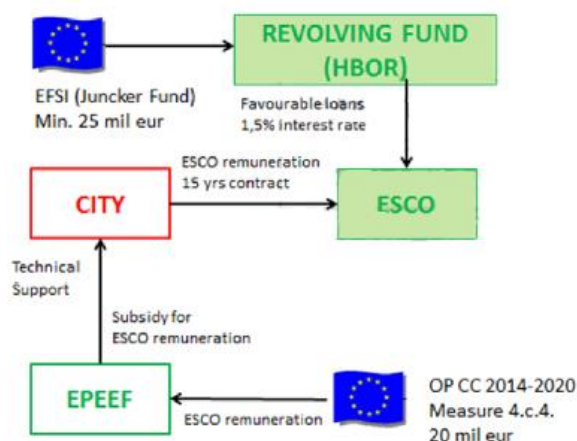 REVOLVING FUND
(HBOR)
EFSI (Juncker Fund)
Min. 25 mil eur
Favourable loans
1,5% interest rate
ESCO remuneration
15 yrs contract
CITY
ESCO
Technical
Support
Subsidy for
ESCO remuneration
EPEEF
ESCO remuneration
OP CC 2014-2020
Measure 4.c.4.
20 mil eur